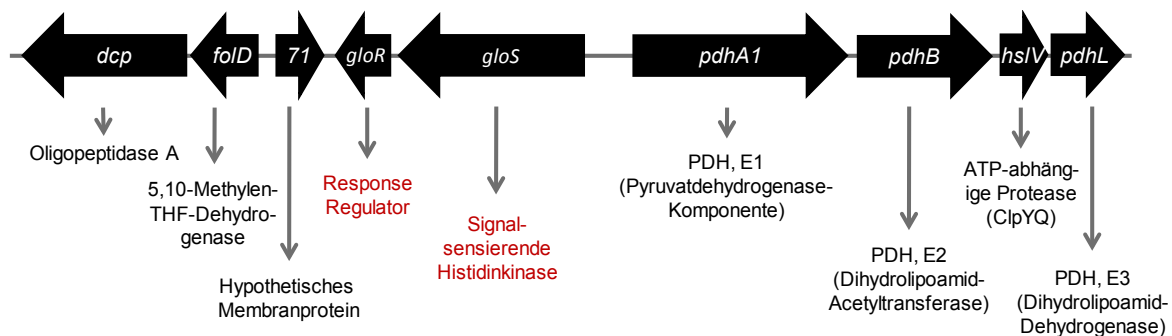 dcp folD 71 gloR gloS pdhA1 pdhB hslV pdhL
Oligopeptidase A
5,10-Methylen-
THF-Dehydro-
genase
Hypothetisches
Membranprotein
Response
Regulator
Signal-
sensierende
Histidinkinase
PDH, E1
(Pyruvatdehydrogenase-
Komponente)
PDH, E2
(Dihydrolipoamid-
Acetyltransferase)
ATP-abhäng-
ige Protease
(ClpYQ)
PDH, E3
(Dihydrolipoamid-
Dehydrogenase)